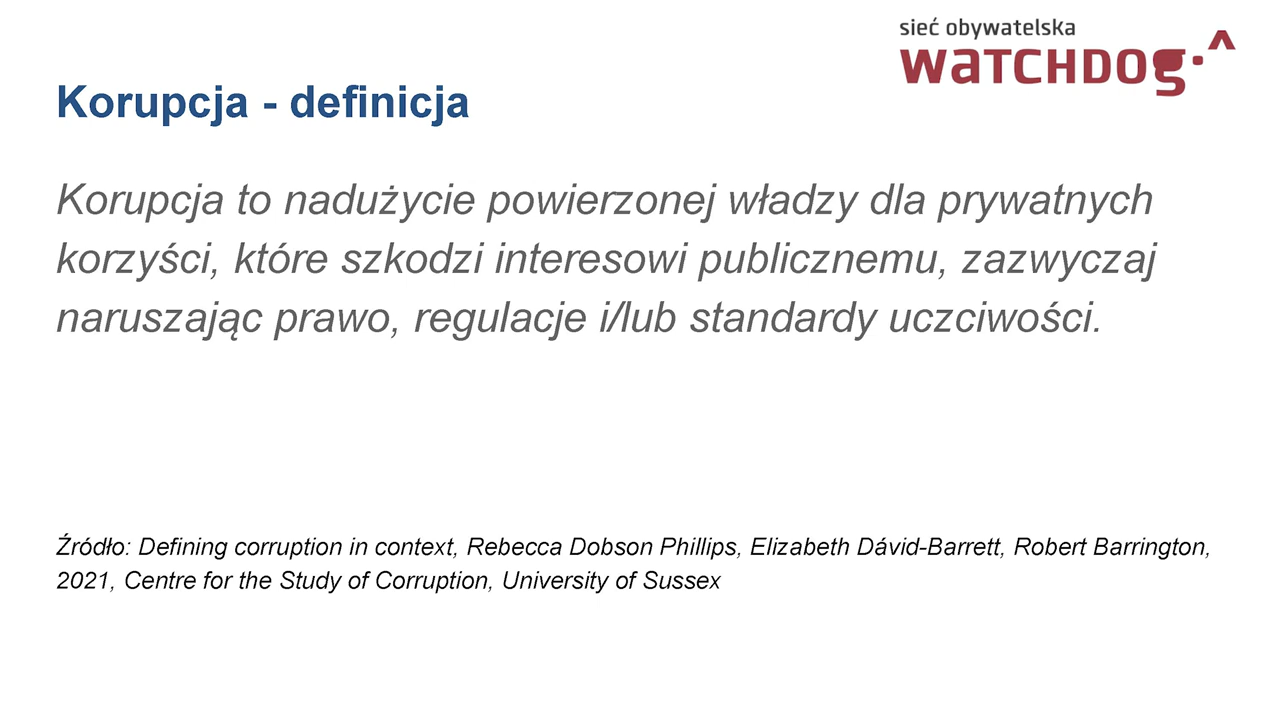 sieć obywatelska
WATCHDOG
Korupcja - definicja
Korupcja to nadużycie powierzonej władzy dla prywatnych
korzyści, które szkodzi interesowi publicznemu, zazwyczaj
naruszając prawo, regulacje i/lub standardy uczciwości.
Źródło: Defining corruption in context, Rebecca Dobson Phillips, Elizabeth Dávid-Barrett, Robert Barrington,
2021, Centre for the Study of Corruption, University of Sussex